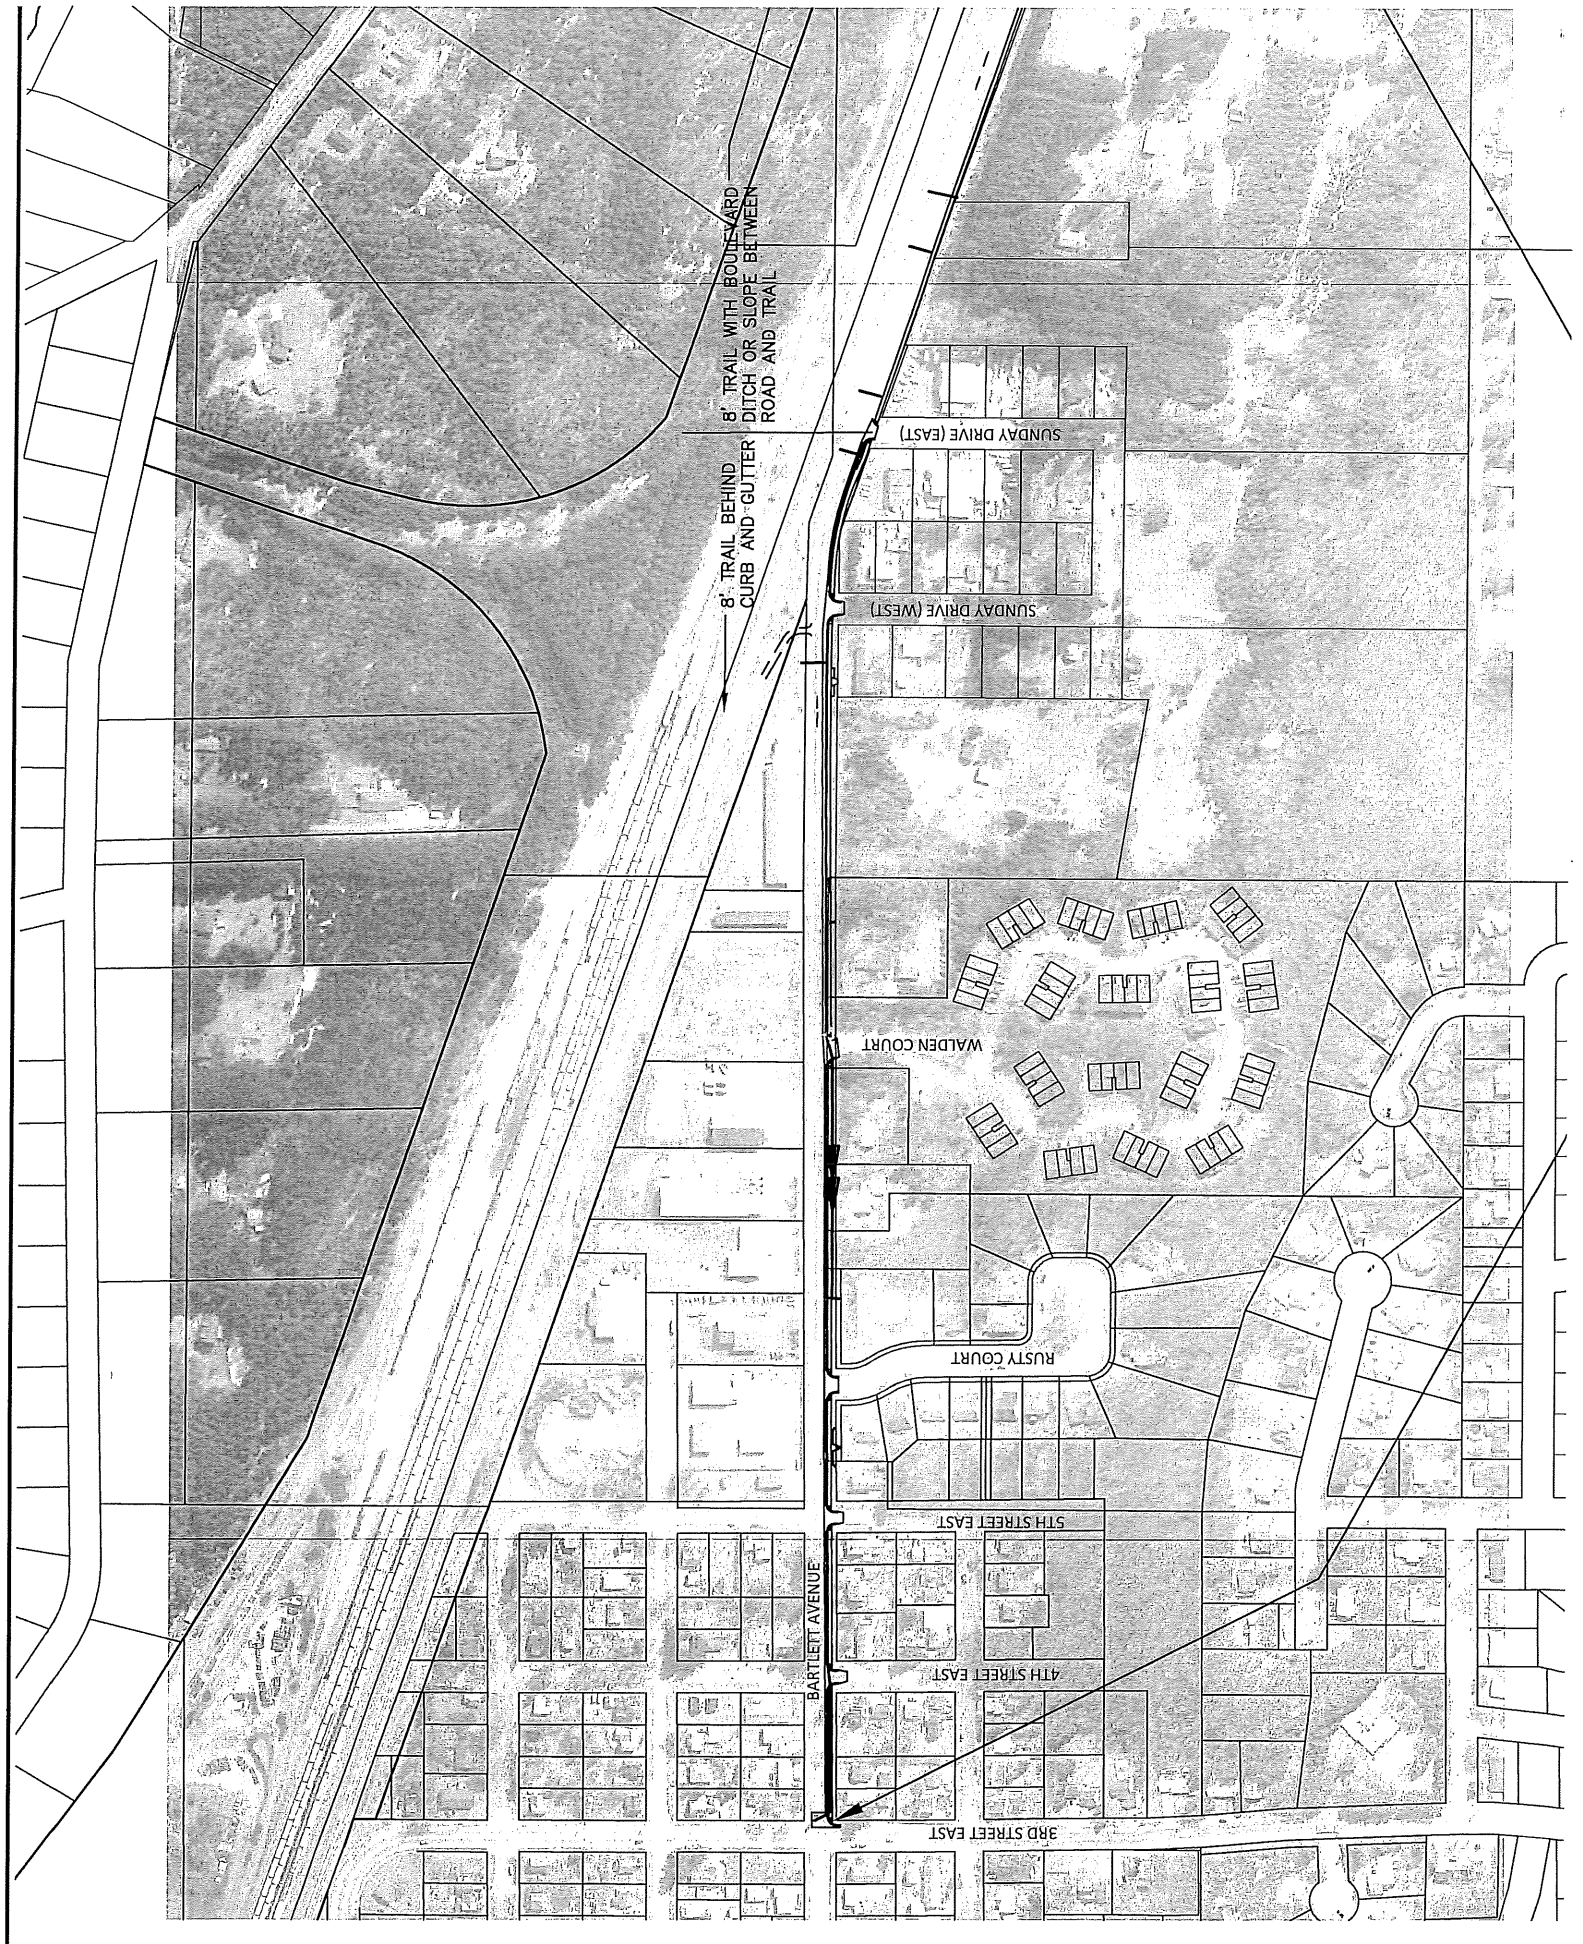 8' TRAIL BEHIND
CURB AND GUTTER
8' TRAIL WITH BOULEVARD
DITCH OR SLOPE BETWEEN
ROAD AND TRAIL
SUNDAY DRIVE (EAST)
SUNDAY DRIVE (WEST)
WALDEN COURT
RUSTY COURT
5TH STREET EAST
BARTLETT AVENUE
4TH STREET EAST
3RD STREET EAST